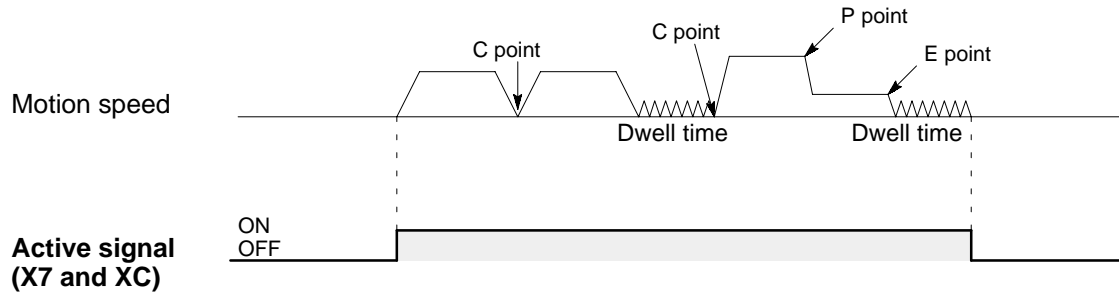 P point
C point
C point
E point
Motion speed
Dwell time
Dwell time
ON
OFF
Active signal
(X7 and XC)